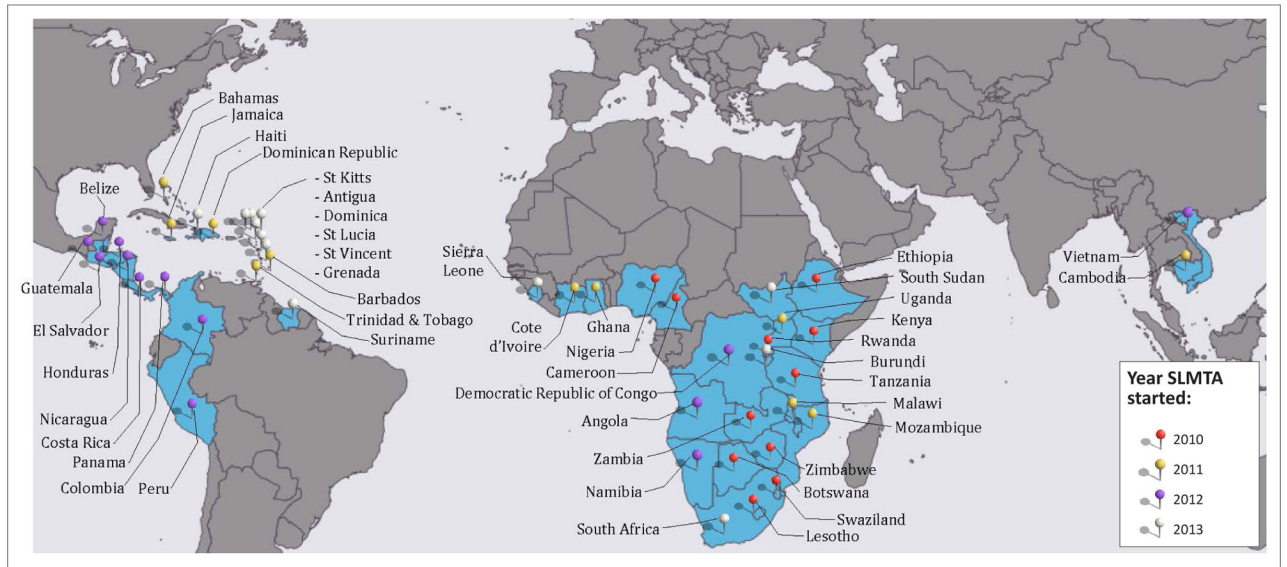 Bahamas
Jamaica
Haiti
Dominican Republic
Belize
- St Kitts
- Antigua
- Dominica
- St Lucia
- St Vincent
- Grenada
Guatemala
El Salvador
Honduras
Nicaragua
Costa Rica
Panama
Colombia
Peru
Barbados
Trinidad & Tobago
Suriname
Sierra
Leone
Cote
d'Ivoire
Ghana
Nigeria
Cameroon
Democratic Republic of Congo
Angola
Zambia
Namibia
South Africa
Ethiopia
South Sudan
Uganda
Kenya
Rwanda
Burundi
Tanzania
Malawi
Mozambique
Zimbabwe
Botswana
Swaziland
Lesotho
Vietnam
Cambodia
Year SLMTA
started:
2010
2011
2012
2013